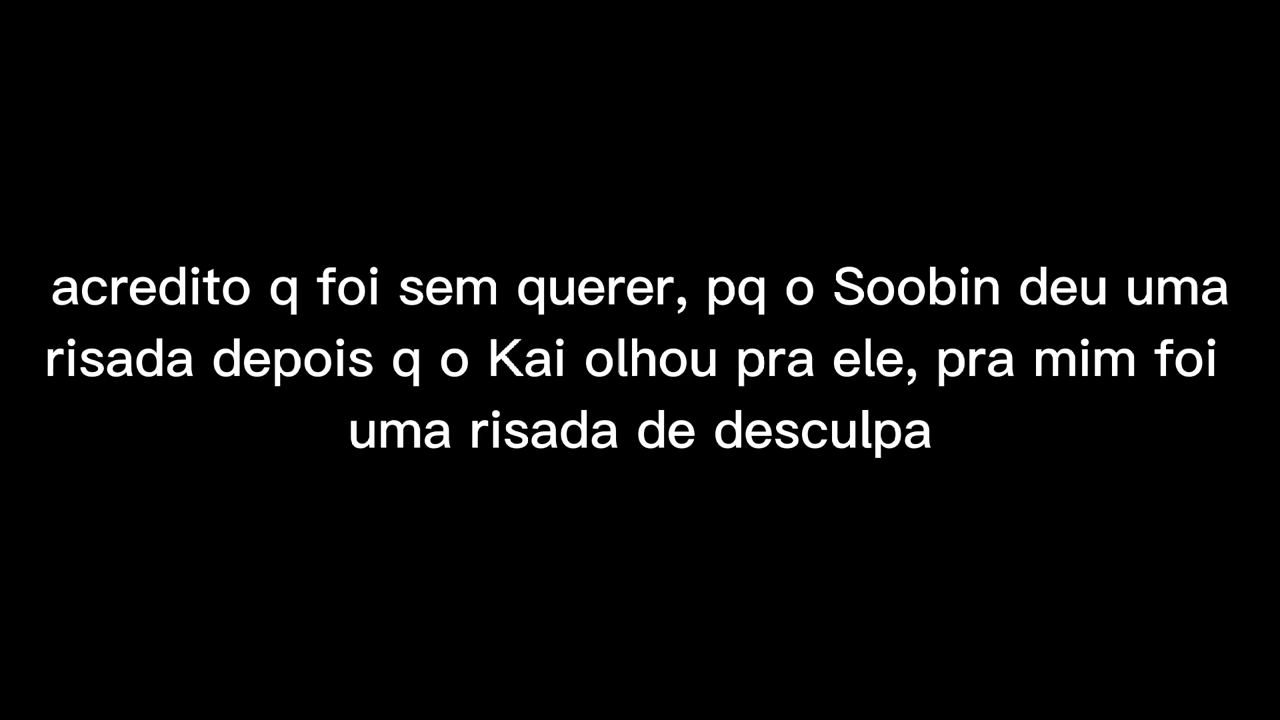 acredito q foi sem querer, pq o Soobin deu uma
risada depois q o Kai olhou pra ele, pra mim foi
uma risada de desculpa